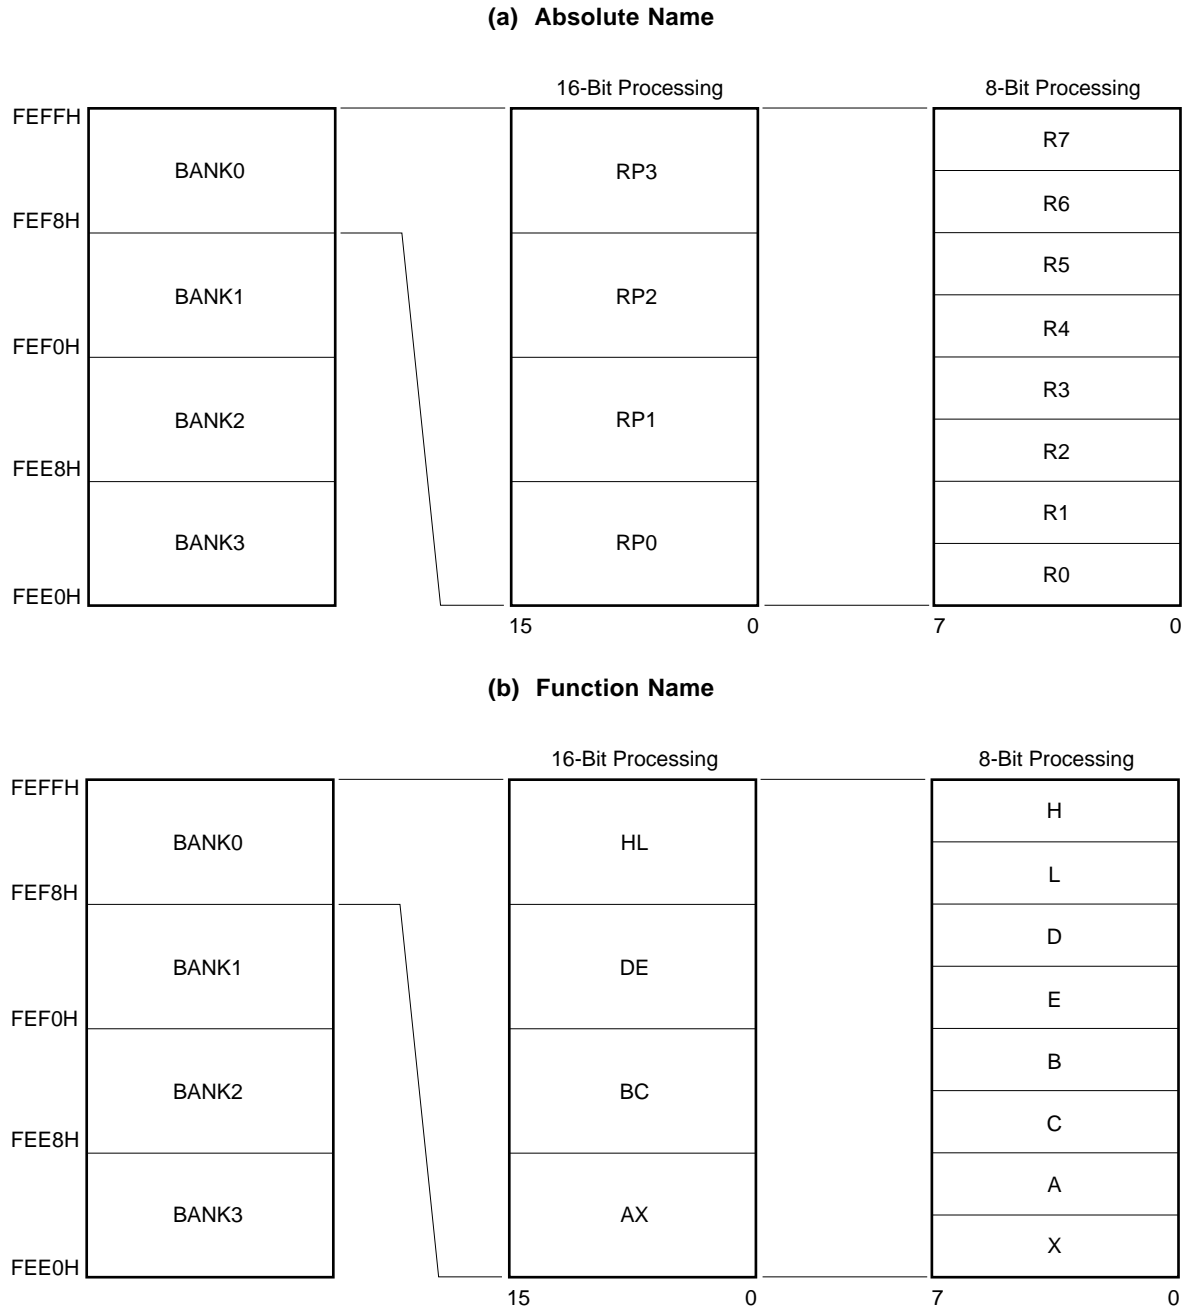 (a) Absolute Name
16-Bit Processing
8-Bit Processing
FEFFH
BANK0
RP3
R7
R6
FEF8H
BANK1
RP2
R5
R4
FEF0H
BANK2
RP1
R3
R2
FEE8H
BANK3
RP0
R1
R0
FEE0H
15
0
7
0
(b) Function Name
16-Bit Processing
8-Bit Processing
FEFFH
BANK0
HL
H
L
FEF8H
BANK1
DE
D
E
FEF0H
BANK2
BC
B
C
FEE8H
BANK3
AX
A
X
FEE0H
15
0
7
0